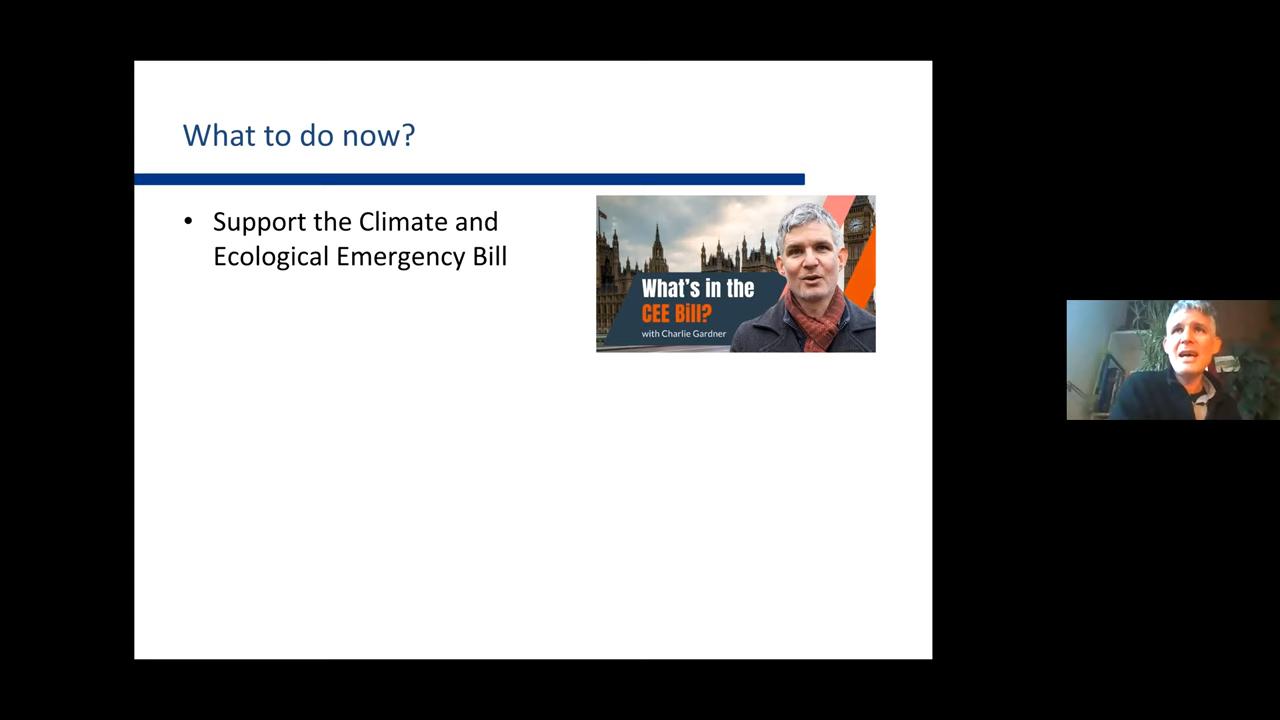 What to do now?
• Support the Climate and
Ecological Emergency Bill
What's in the
CEE Bill?
with Charlie Gardner